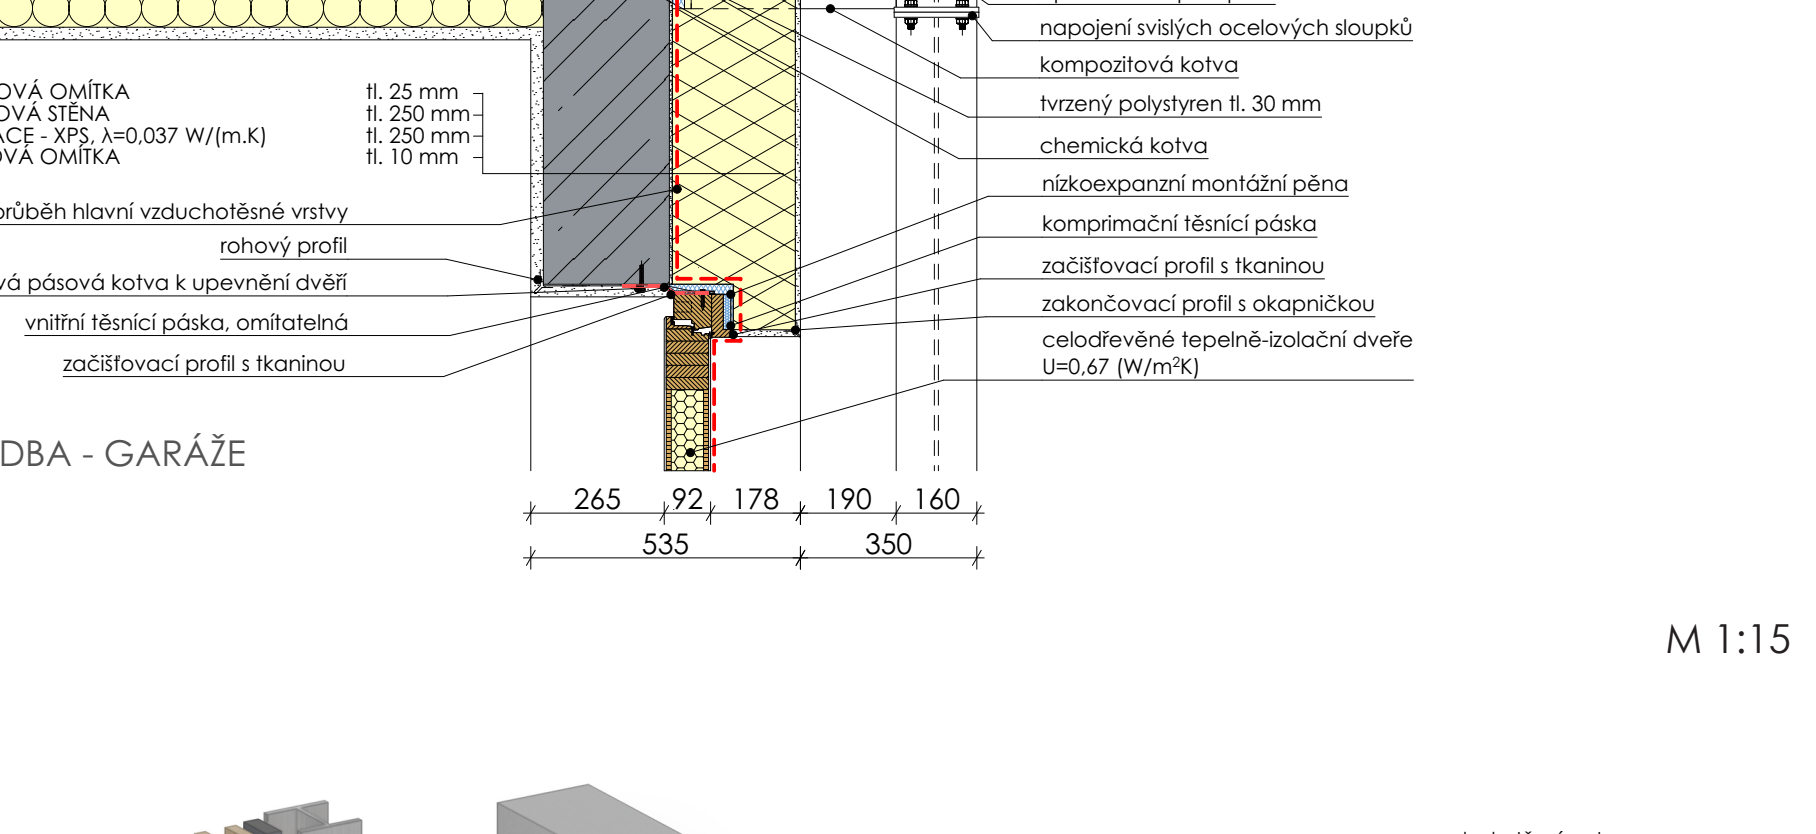 napojení svislých ocelových sloupků
kompozitová kotva
tvrzený polystyren tl. 30 mm
chemická kotva
nízkoexpanzní montážní pěna
komprimační těsnící páska
začišťovací profil s tkaninou
zakončovací profil s okapničkou
celodřevěné tepelně-izolační dveře
U=0,67 (W/m²K)
OVÁ OMÍTKA tl. 25 mm
OVÁ STĚNA tl. 250 mm
ACE - XPS, λ=0,037 W/(m.K) tl. 250 mm
OVÁ OMÍTKA tl. 10 mm
průběh hlavní vzduchotěsné vrstvy
rohový profil
vá pásová kotva k upevnění dvěří
vnitřní těsnící páska, omítatelná
začišťovací profil s tkaninou
DBA - GARÁŽE
265 92 178 190 160
535 350
M 1:15